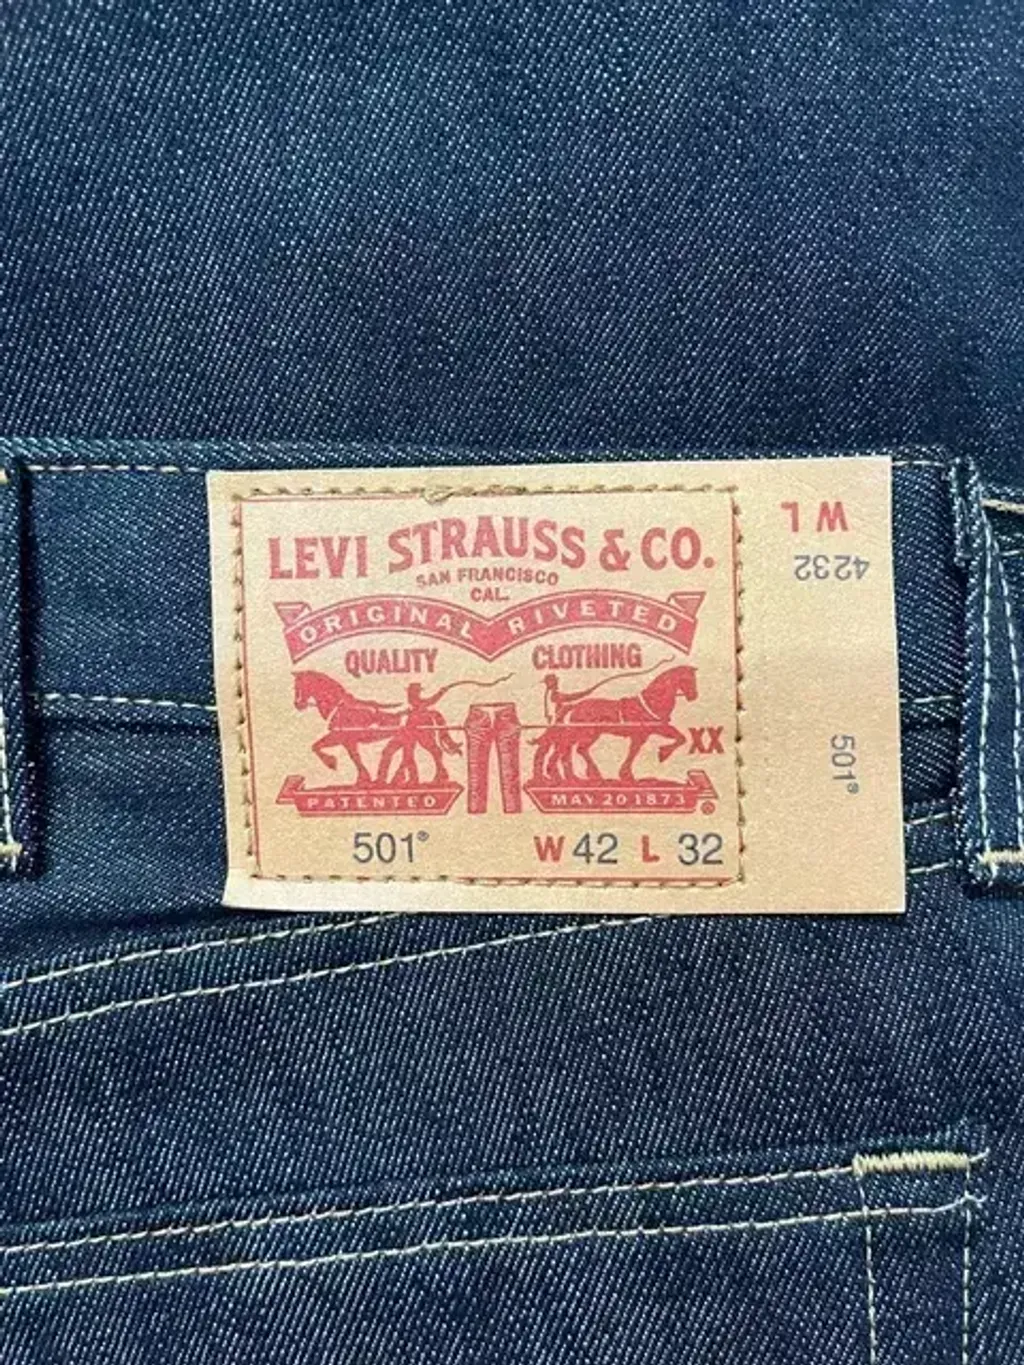 LEVI STRAUSS & CO.
SAN FRANCISCO
CAL.
ORIGINAL RIVETED
QUALITY CLOTHING
XX
PATENTED MAY 20 1873 ®
501® W 42 L 32
W L
4232
501®